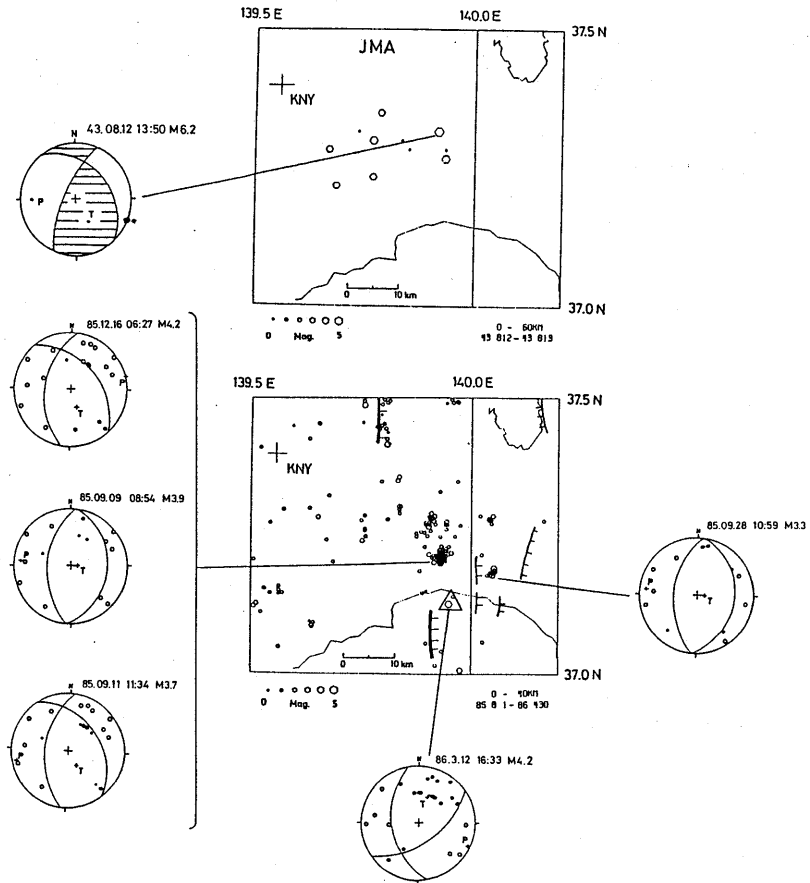 139.5 E 140.0 E
37.5 N
JMA
KNY
43.08.12 13:50 M6.2
N
P
T
0 10 km
37.0 N
0 Mag. 5
0 - 60KM
43 812-43 813
85.12.16 06:27 M4.2
N
P
T
139.5 E 140.0 E
37.5 N
KNY
85.09.09 08:54 M3.9
N
P
T
85.09.28 10:59 M3.3
N
P
T
0 10 km
37.0 N
0 Mag. 5
0 - 40KM
85 8 1-86 430
85.09.11 11:34 M3.7
N
P
T
86.3.12 16:33 M4.2
N
T
P